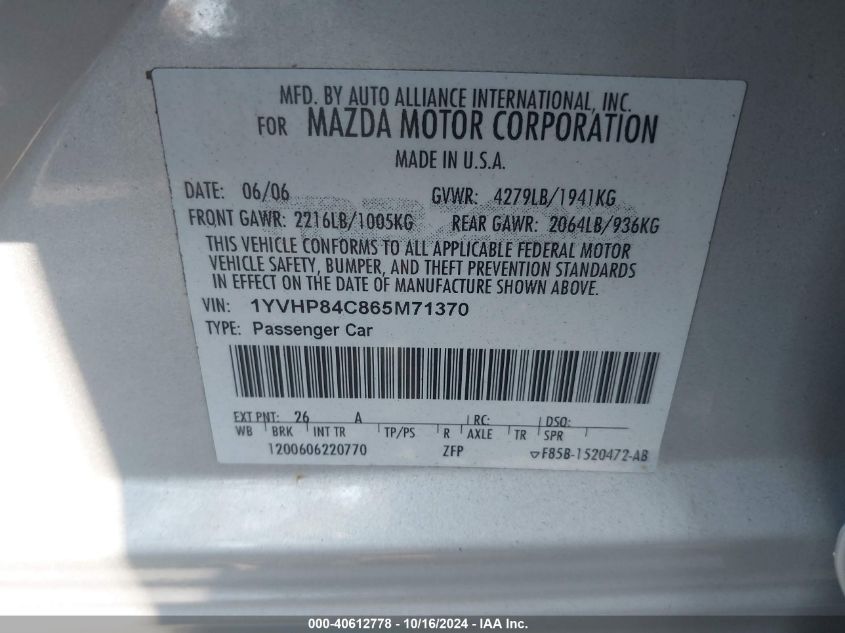 MFD. BY AUTO ALLIANCE INTERNATIONAL, INC.
FOR MAZDA MOTOR CORPORATION
MADE IN U.S.A.
DATE: 06/06 GVWR: 4279LB/1941KG
FRONT GAWR: 2216LB/1005KG REAR GAWR: 2064LB/936KG
THIS VEHICLE CONFORMS TO ALL APPLICABLE FEDERAL MOTOR
VEHICLE SAFETY, BUMPER, AND THEFT PREVENTION STANDARDS
IN EFFECT ON THE DATE OF MANUFACTURE SHOWN ABOVE.
VIN: 1YVHP84C865M71370
TYPE: Passenger Car
EXT PNT: 26 A RC: DSO:
WB BRK INT TR TP/PS R AXLE TR SPR
1200606220770 ZFP F85B-1520472-AB
000-40612778 - 10/16/2024 - IAA Inc.